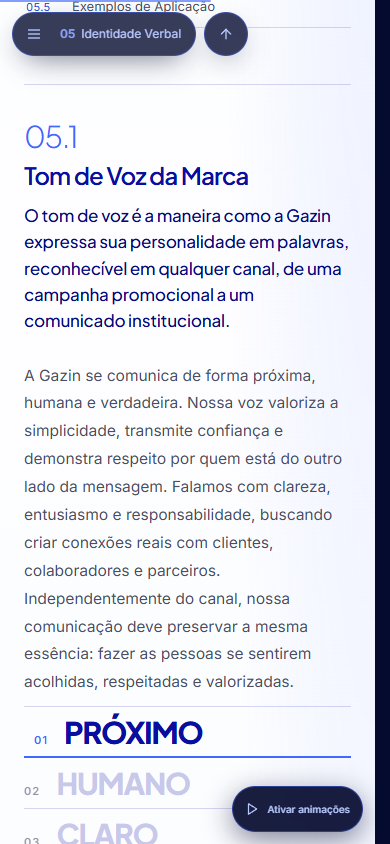 05.5 Exemplos de Aplicação
05 Identidade Verbal
05.1
Tom de Voz da Marca
O tom de voz é a maneira como a Gazin
expressa sua personalidade em palavras,
reconhecível em qualquer canal, de uma
campanha promocional a um
comunicado institucional.
A Gazin se comunica de forma próxima,
humana e verdadeira. Nossa voz valoriza a
simplicidade, transmite confiança e
demonstra respeito por quem está do outro
lado da mensagem. Falamos com clareza,
entusiasmo e responsabilidade, buscando
criar conexões reais com clientes,
colaboradores e parceiros.
Independentemente do canal, nossa
comunicação deve preservar a mesma
essência: fazer as pessoas se sentirem
acolhidas, respeitadas e valorizadas.
01 PRÓXIMO
02 HUMANO
Ativar animações
03 CLARO